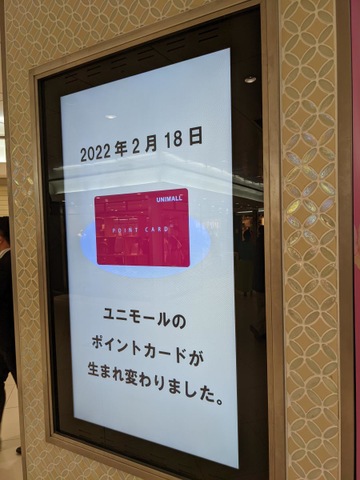 2022年2月18日
UNIMALL
POINT CARD
ユニモールの
ポイントカードが
生まれ変わりました。